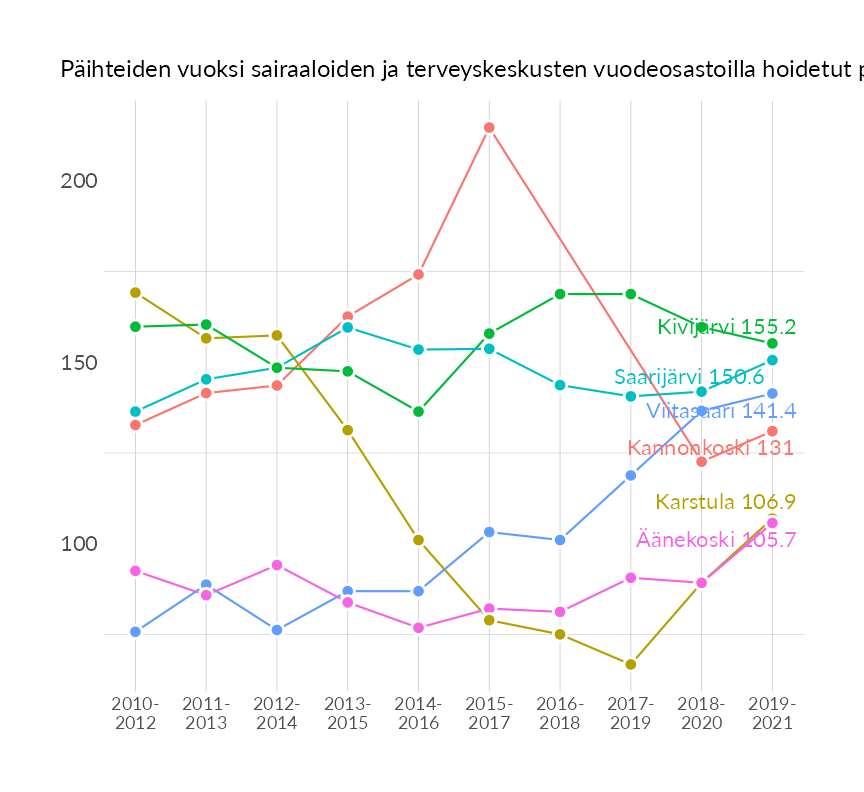 Päihteiden vuoksi sairaaloiden ja terveyskeskusten vuodeosastoilla hoidetut
200
150
100
Kivijärvi 155.2
Saarijärvi 150.6
Viitasaari 141.4
Kannonkoski 131
Karstula 106.9
Äänekoski 105.7
2010- 2011- 2012- 2013- 2014- 2015- 2016- 2017- 2018- 2019-
2012 2013 2014 2015 2016 2017 2018 2019 2020 2021